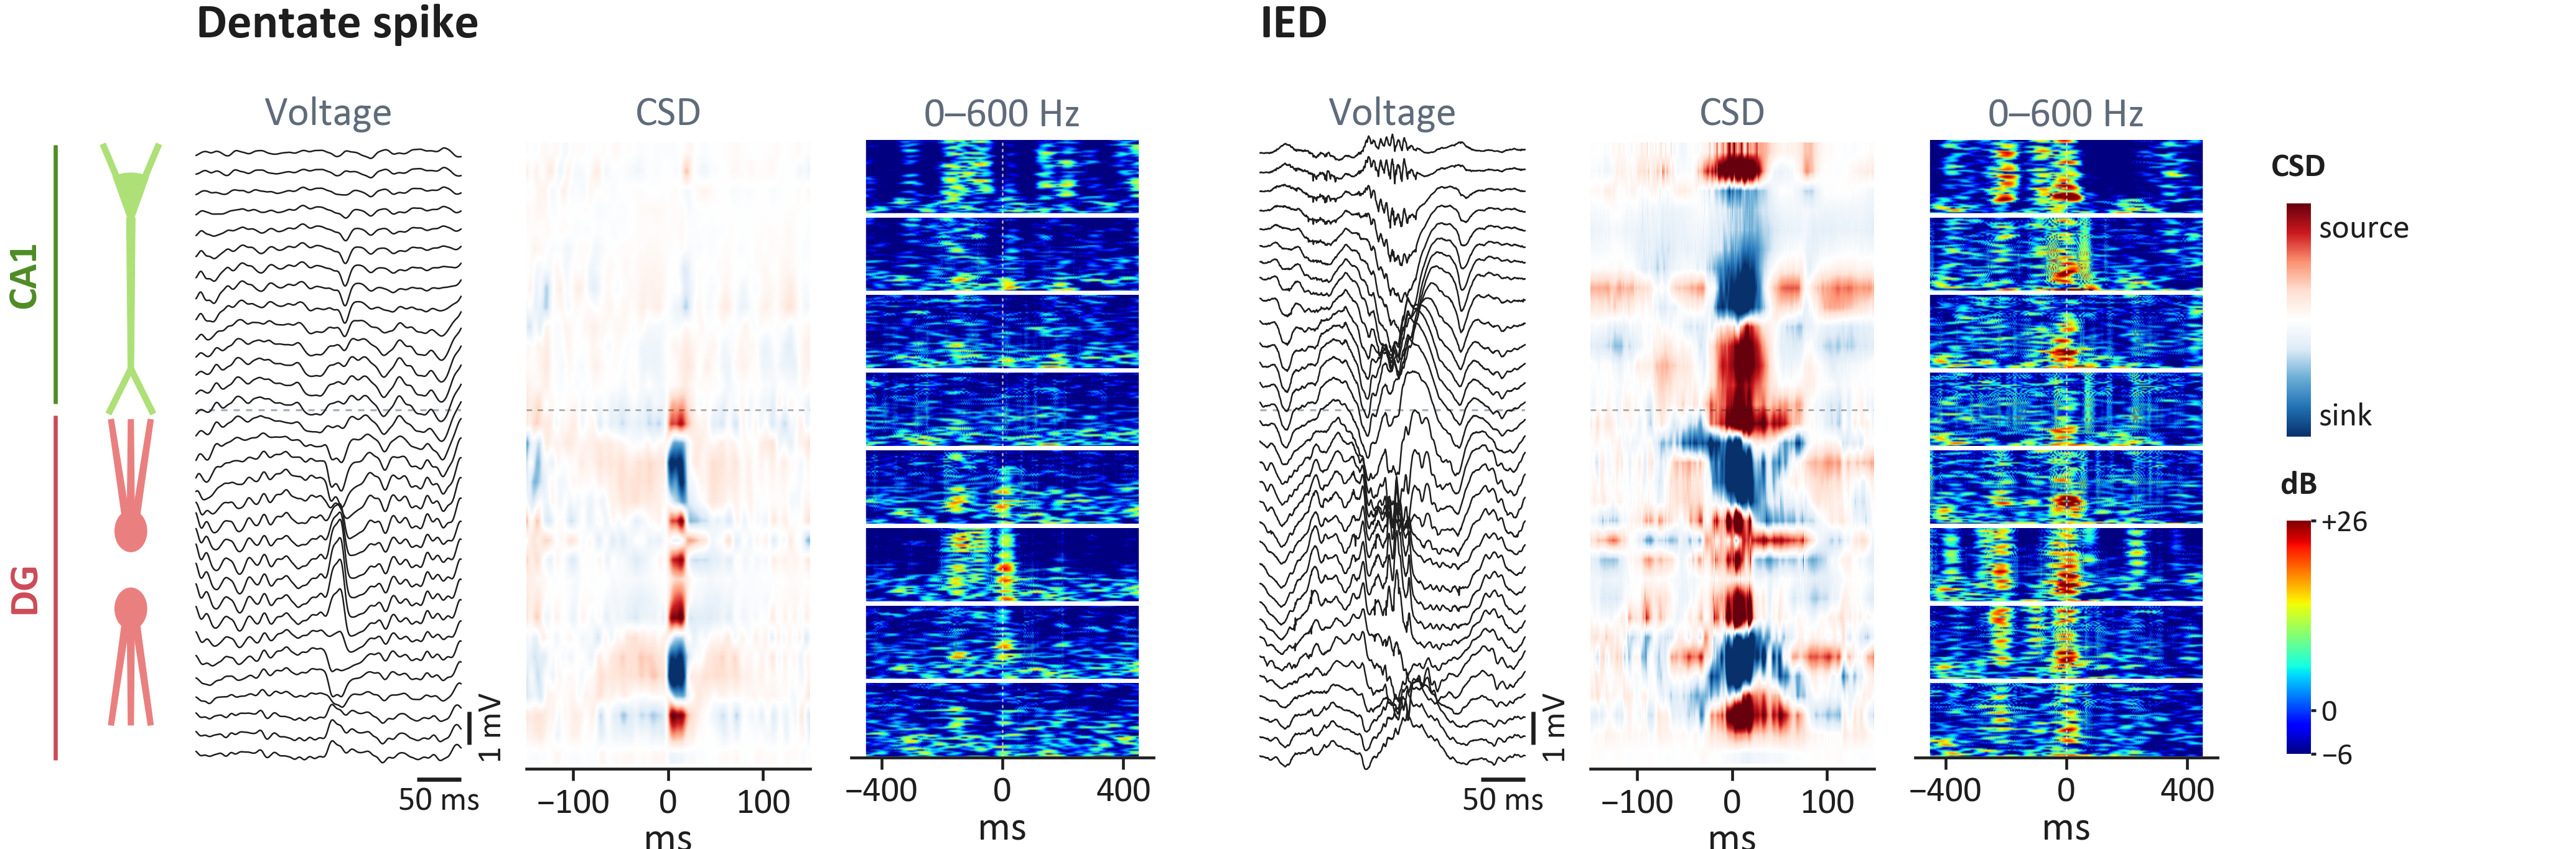 Dentate spike
IED
Voltage
CSD
0–600 Hz
Voltage
CSD
0–600 Hz
CA1
DG
1 mV
50 ms
−100 0 100
ms
−400 0 400
ms
1 mV
50 ms
−100 0 100
ms
−400 0 400
ms
CSD
source
sink
dB
+26
0
−6